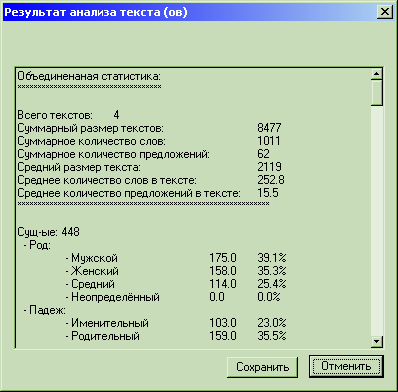 Результат анализа текста (ов)
Объединенаная статистика:
Всего текстов: 4
Суммарный размер текстов: 8477
Суммарное количество слов: 1011
Суммарное количество предложений: 62
Средний размер текста: 2119
Среднее количество слов в тексте: 252.8
Среднее количество предложений в тексте: 15.5
Сущ-ые: 448
- Род:
- Мужской 175.0 39.1%
- Женский 158.0 35.3%
- Средний 114.0 25.4%
- Неопределённый 0.0 0.0%
- Падеж:
- Именительный 103.0 23.0%
- Родительный 159.0 35.5%
Сохранить Отменить